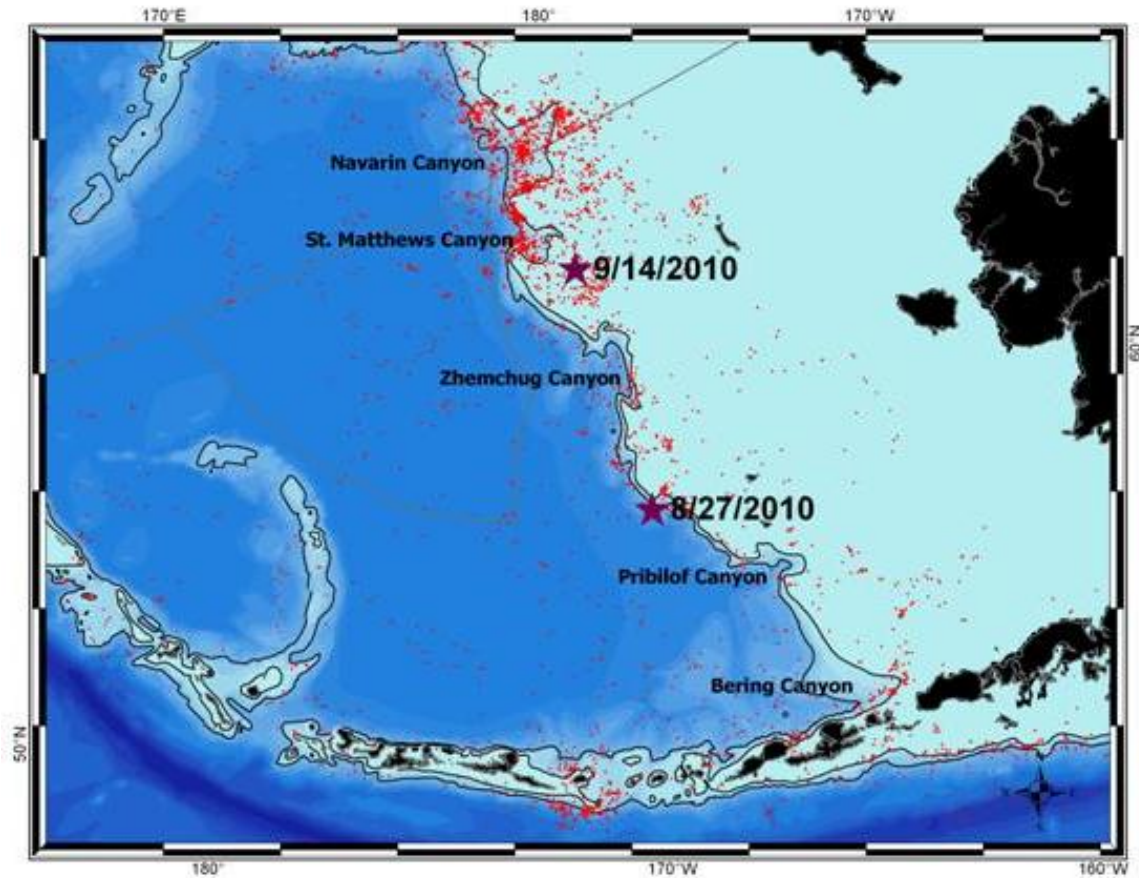 170°E 180° 170°W
Navarin Canyon
St. Matthews Canyon
9/14/2010
60°N
Zhemchug Canyon
8/27/2010
Pribilof Canyon
Bering Canyon
50°N
180° 170°W 160°W